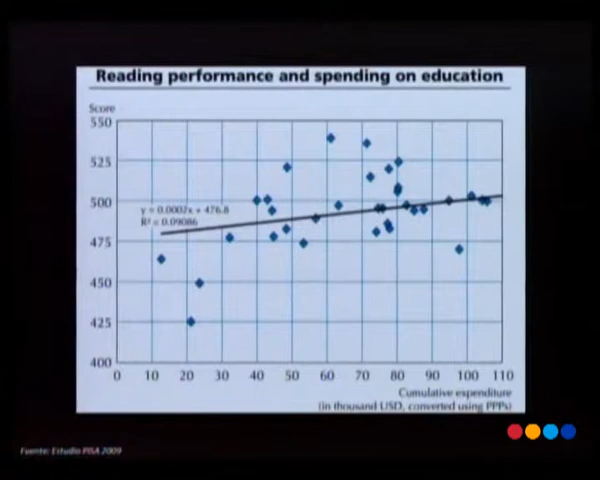 Reading performance and spending on education
Score
550
525
500
y = 0.0002x + 476.8
R² = 0.09086
475
450
425
400
0 10 20 30 40 50 60 70 80 90 100 110
Cumulative expenditure
(in thousand USD, converted using PPPs)
Fuente: Estudio PISA 2009